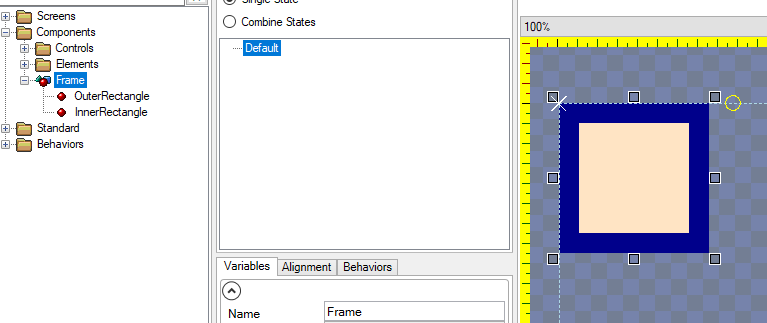 Screens
Components
Controls
Elements
Frame
OuterRectangle
InnerRectangle
Standard
Behaviors
Single State
Combine States
Default
Variables
Alignment
Behaviors
Name
Frame
100%